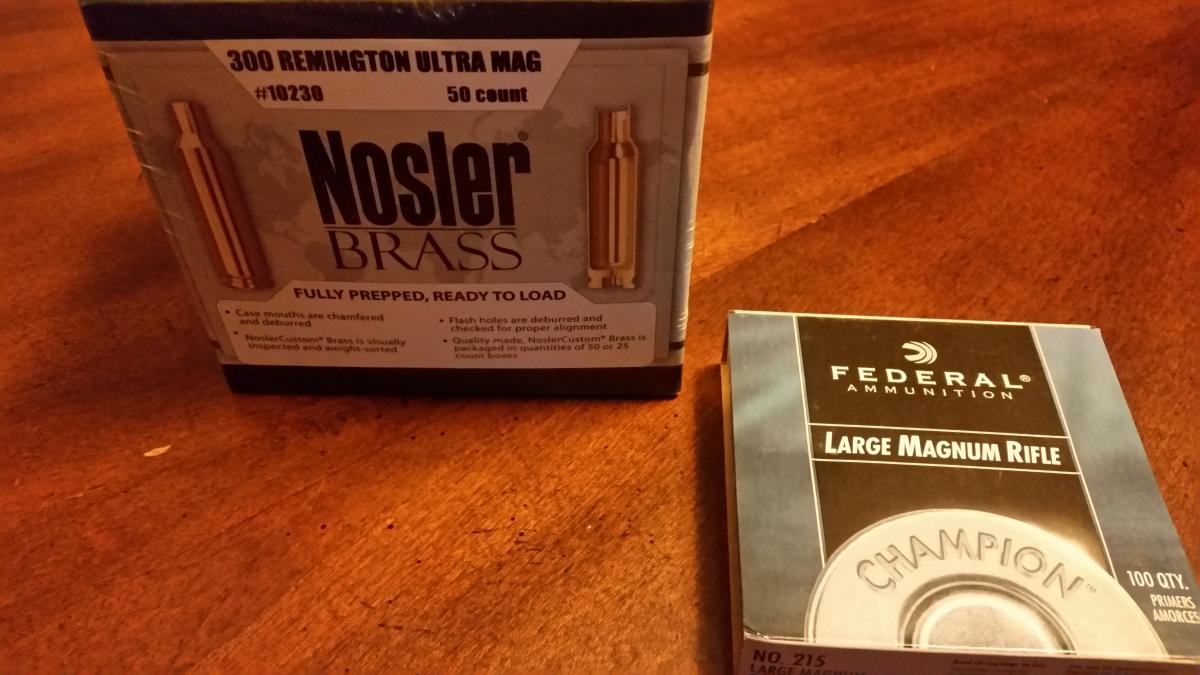 300 REMINGTON ULTRA MAG
#10230 50 count
Nosler®
BRASS
FULLY PREPPED, READY TO LOAD
• Case mouths are chamfered
and deburred
• NoslerCustom® Brass is visually
inspected and weight-sorted
• Flash holes are deburred and
checked for proper alignment
• Quality made, NoslerCustom® Brass is
packaged in quantities of 50 or 25
count boxes
FEDERAL®
AMMUNITION
LARGE MAGNUM RIFLE
CHAMPION™
100 QTY.
PRIMERS
AMORCES
NO. 215
LARGE MAGNUM